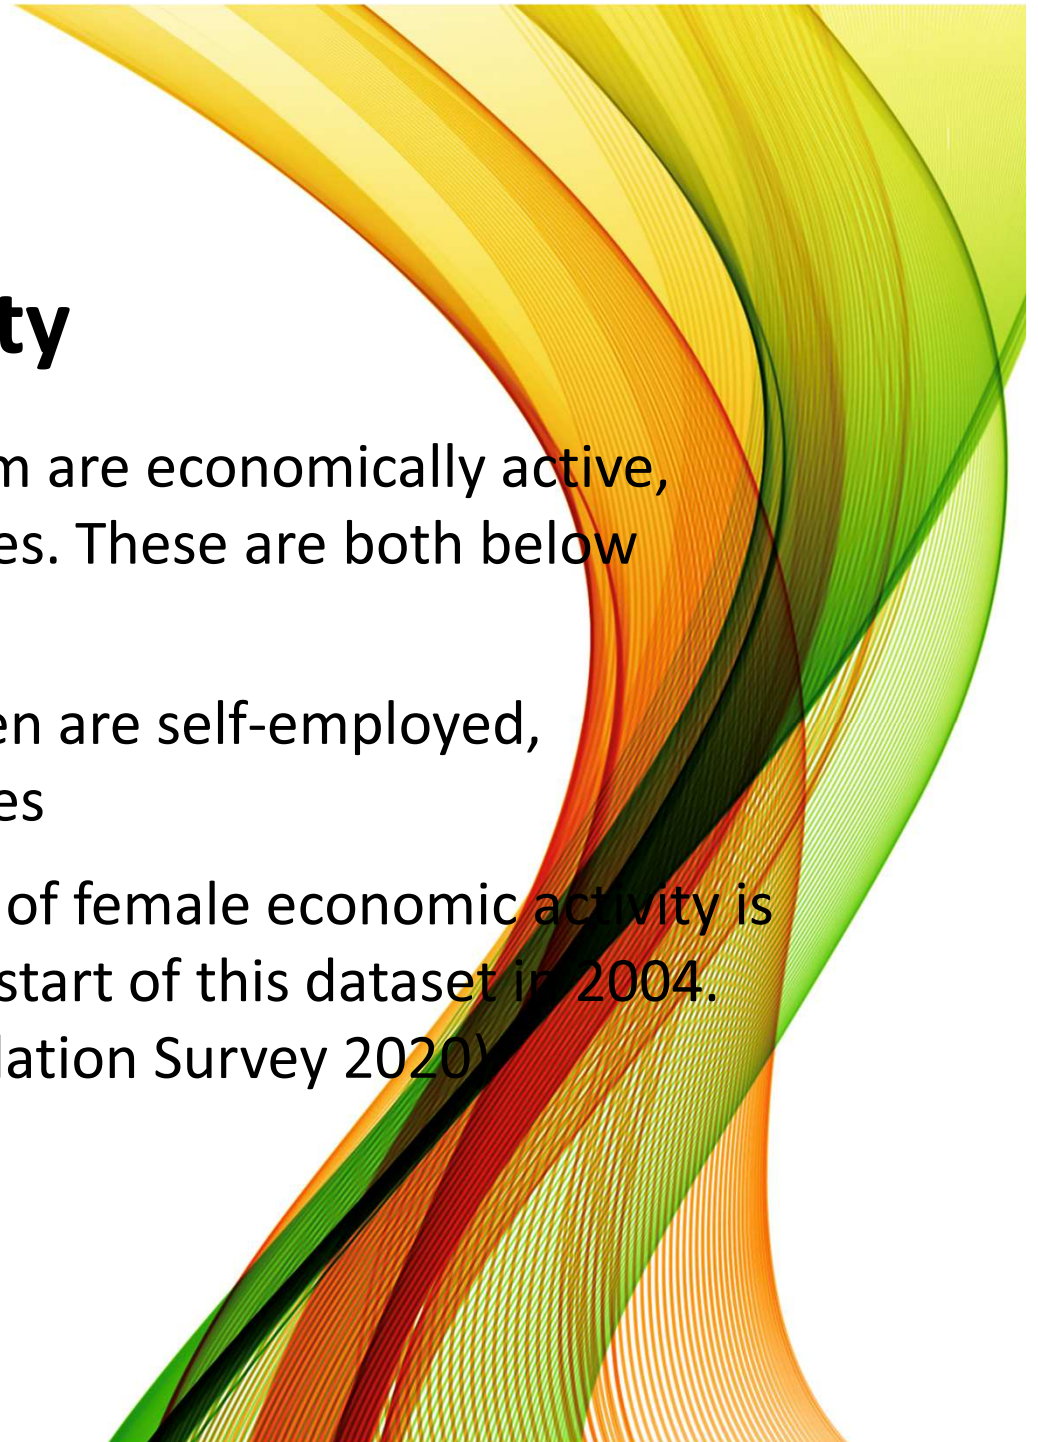 ty
m are economically active,
es. These are both below
en are self-employed,
es
of female economic activity is
start of this dataset in 2004.
lation Survey 2020)